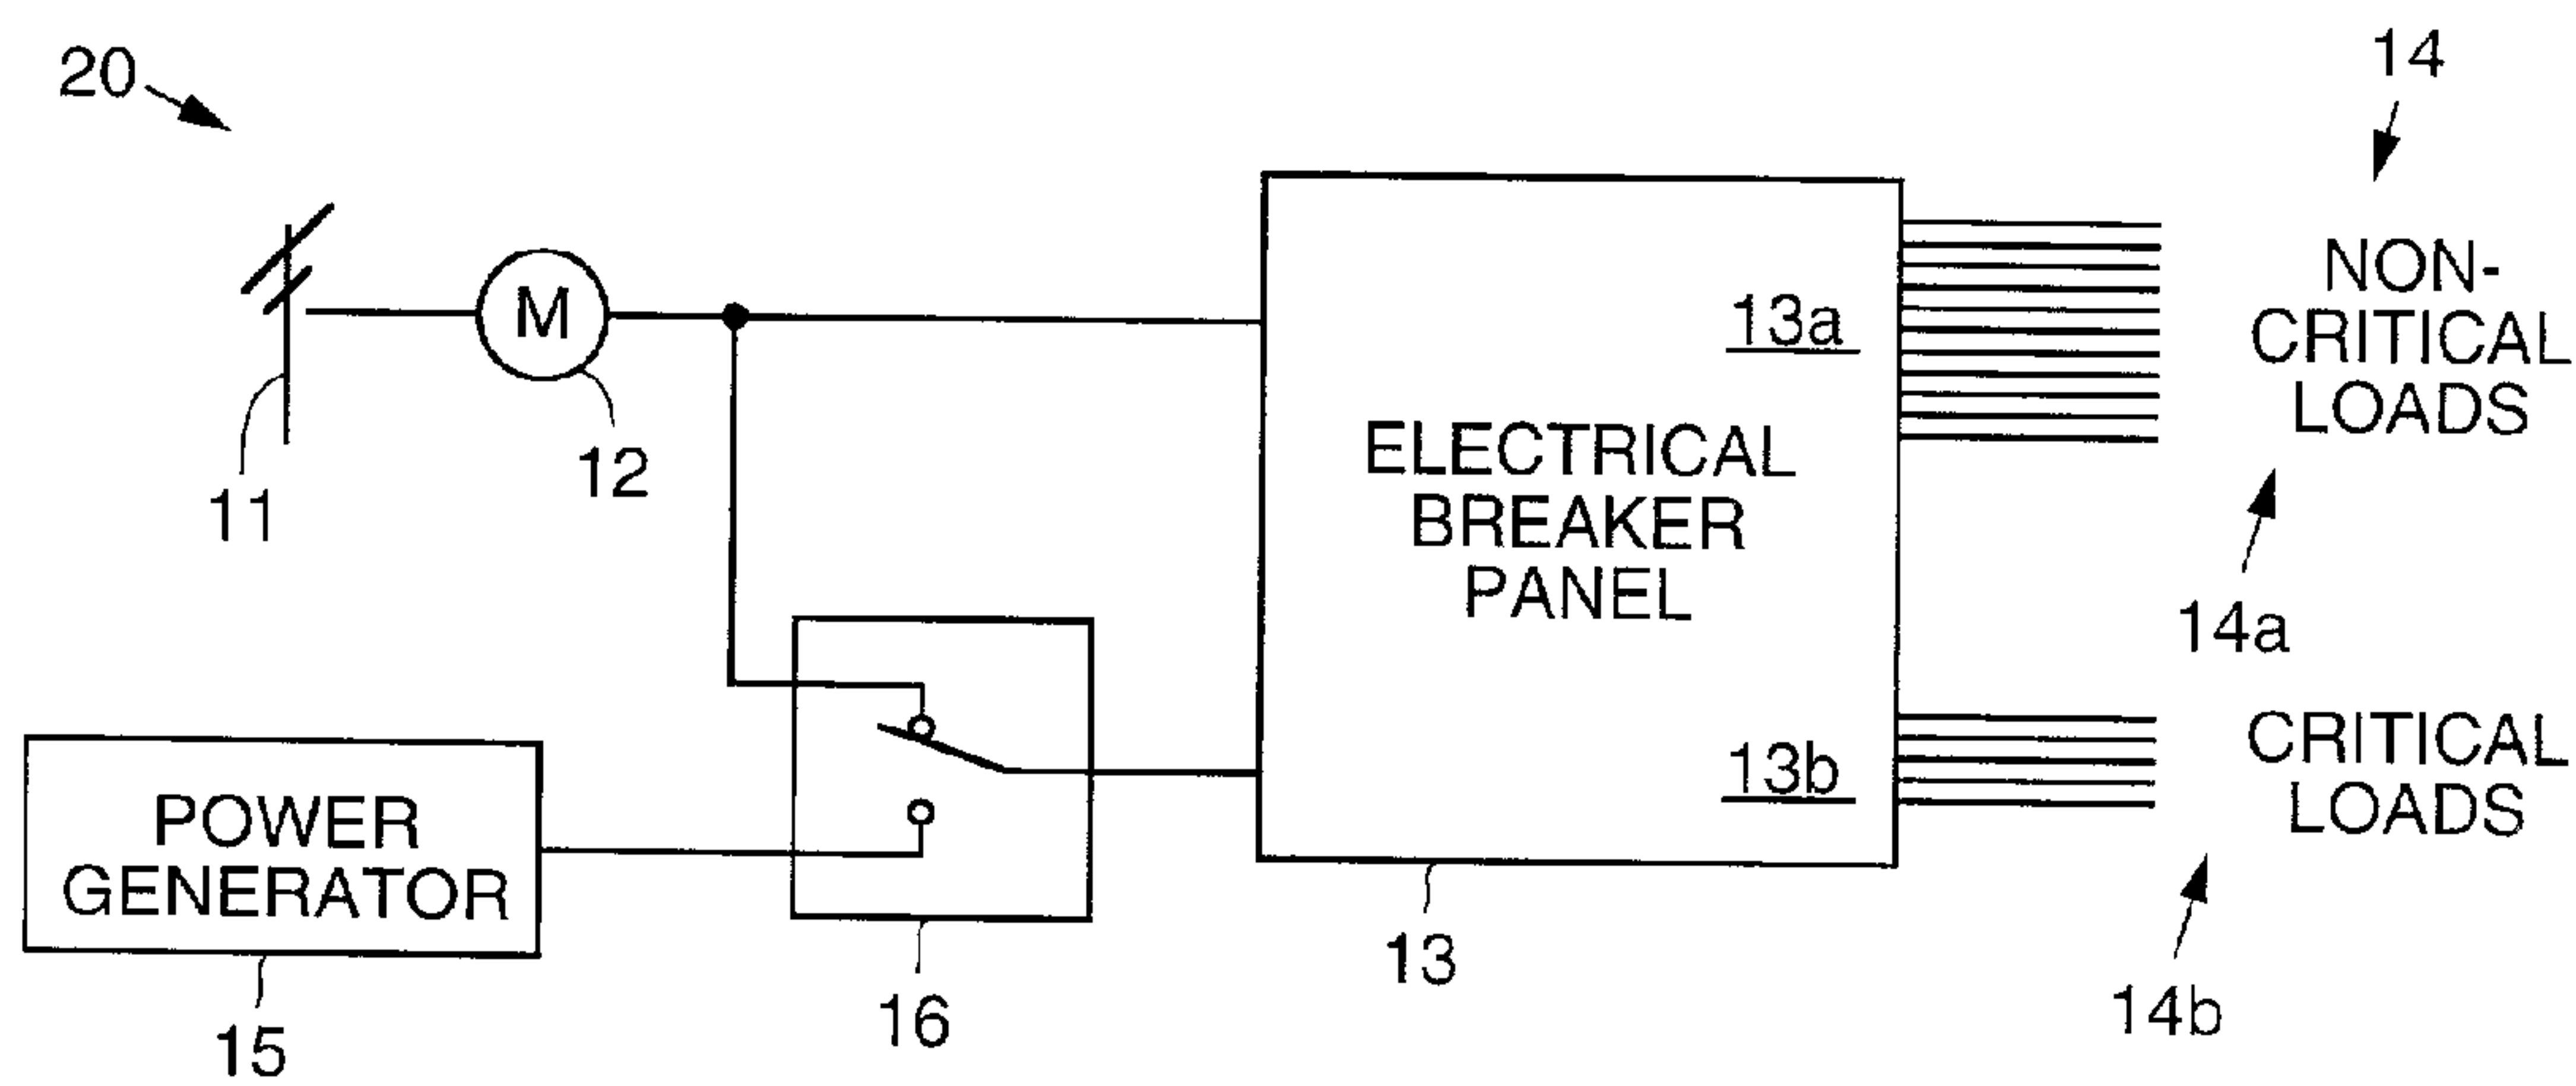 20
14
NON-
CRITICAL
LOADS
M
13a
11
12
ELECTRICAL
BREAKER
PANEL
14a
13b
CRITICAL
LOADS
POWER
GENERATOR
15
16
13
14b